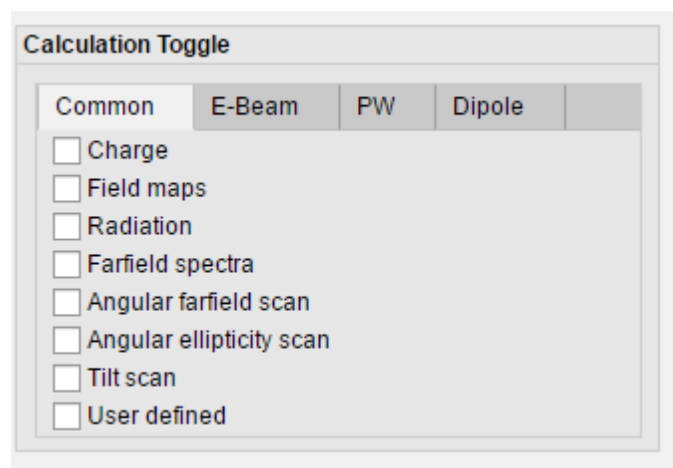 Calculation Toggle
Common E-Beam PW Dipole
Charge
Field maps
Radiation
Farfield spectra
Angular farfield scan
Angular ellipticity scan
Tilt scan
User defined